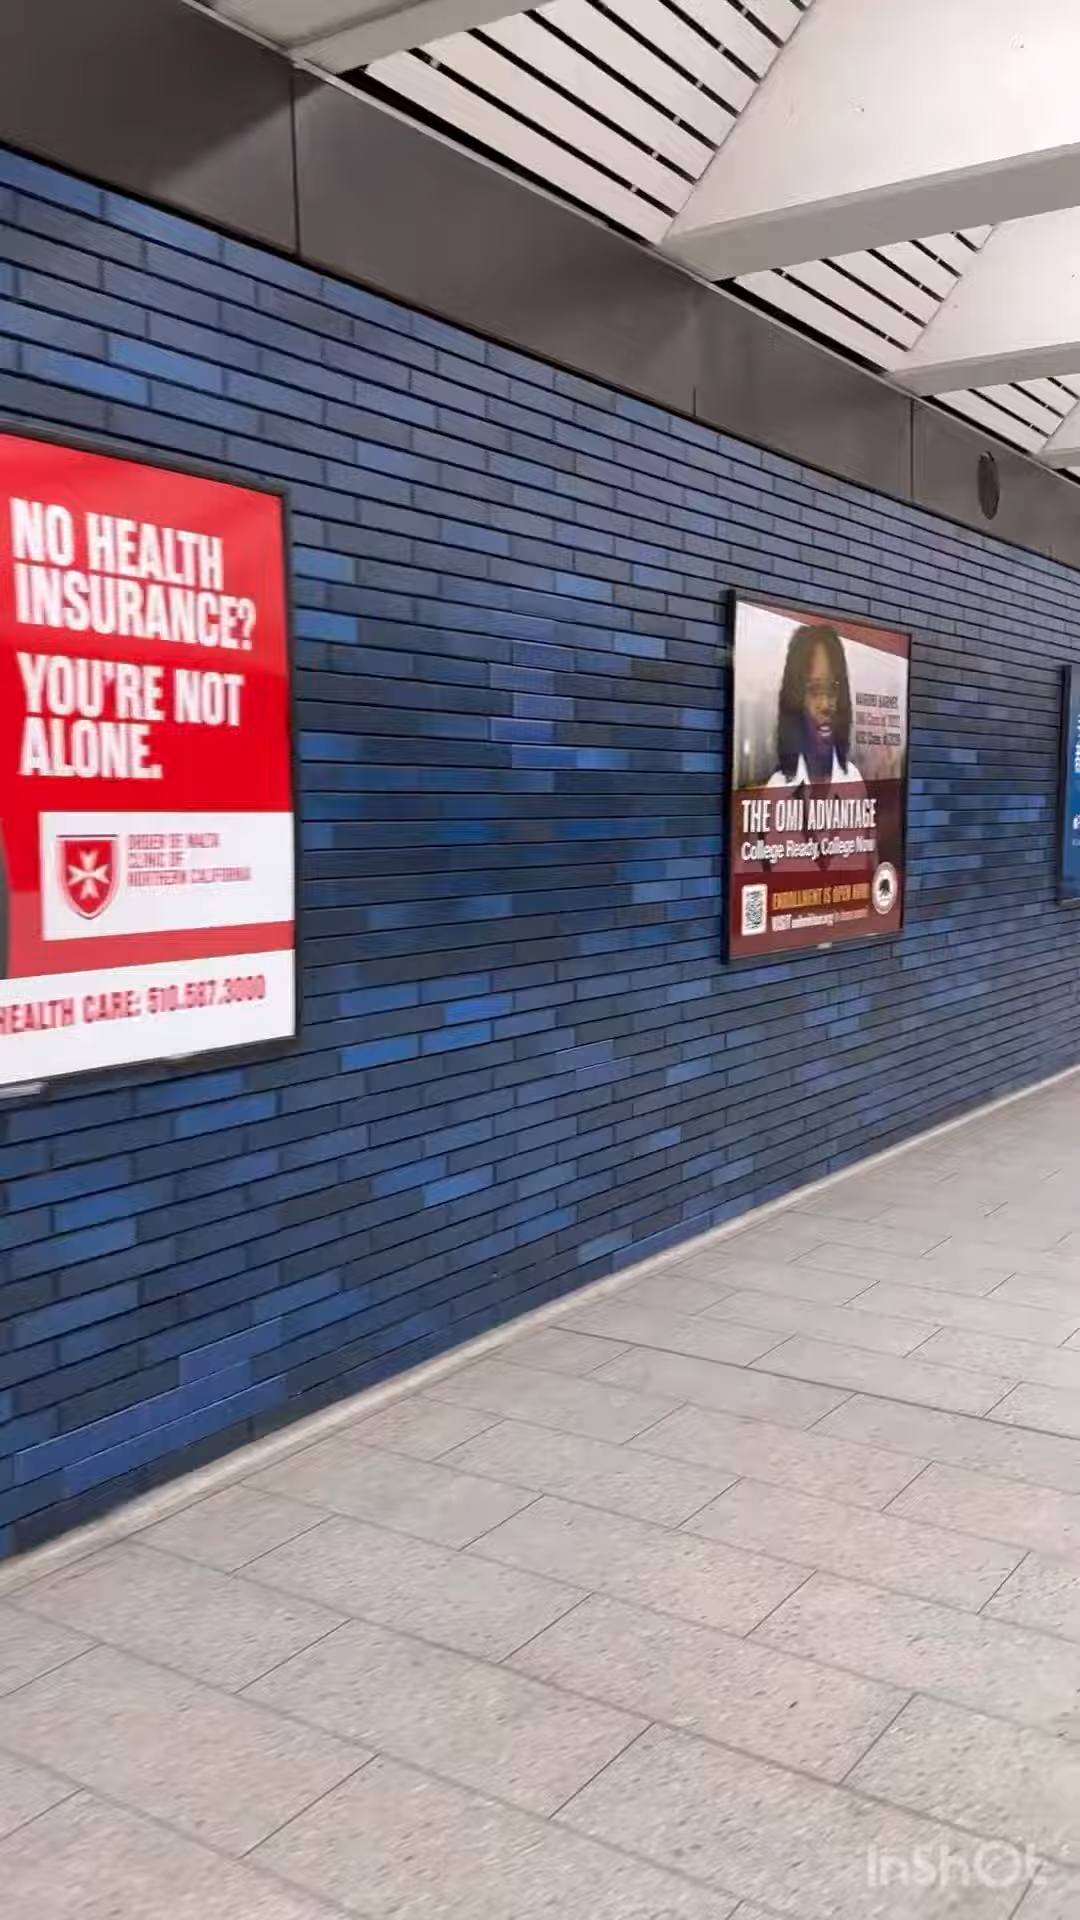 NO HEALTH
INSURANCE?
YOU'RE NOT
ALONE.
ORDER OF MALTA
CLINIC OF
NORTHERN CALIFORNIA
HEALTH CARE: 510.587.3000
THE OMI ADVANTAGE
College Ready, College Now
ENROLLMENT IS OPEN NOW
VISIT
InShOt